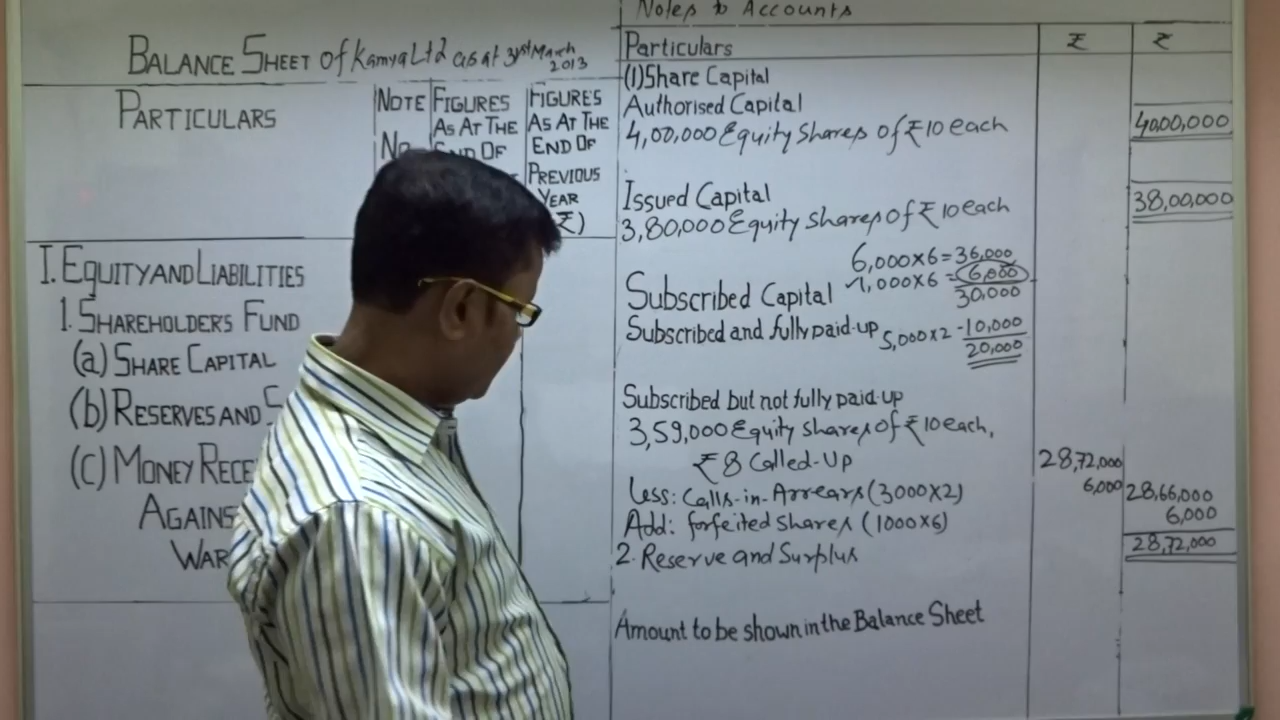 BALANCE SHEET of Kamya Ltd as at 31st March 2013
PARTICULARS
NOTE
No
FIGURES
AS AT THE
END OF
FIGURE'S
AS AT THE
END OF
PREVIOUS
YEAR
₹)
I. EQUITY AND LIABILITIES
1. SHAREHOLDER'S FUND
(a) SHARE CAPITAL
(b) RESERVES AND S
(C) MONEY RECE
AGAINS
WAR
Notes to Accounts
Particulars ₹ ₹
(1) Share Capital
Authorised Capital
4,00,000 Equity Shares of ₹10 each 40,00,000
Issued Capital
3,80,000 Equity Shares of ₹10 each 38,00,000
6,000×6=36,000
Subscribed Capital 1,000×6 = 6,000
30,000
Subscribed and fully paid-up 5,000×2 -10,000
20,000
Subscribed but not fully paid-up
3,59,000 Equity shares of ₹10 each,
₹8 Called-Up 28,72,000
Less: Calls-in-Arrears (3000×2) 6,000 28,66,000
Add: forfeited Shares (1000×6) 6,000
28,72,000
2. Reserve and Surplus
Amount to be shown in the Balance Sheet